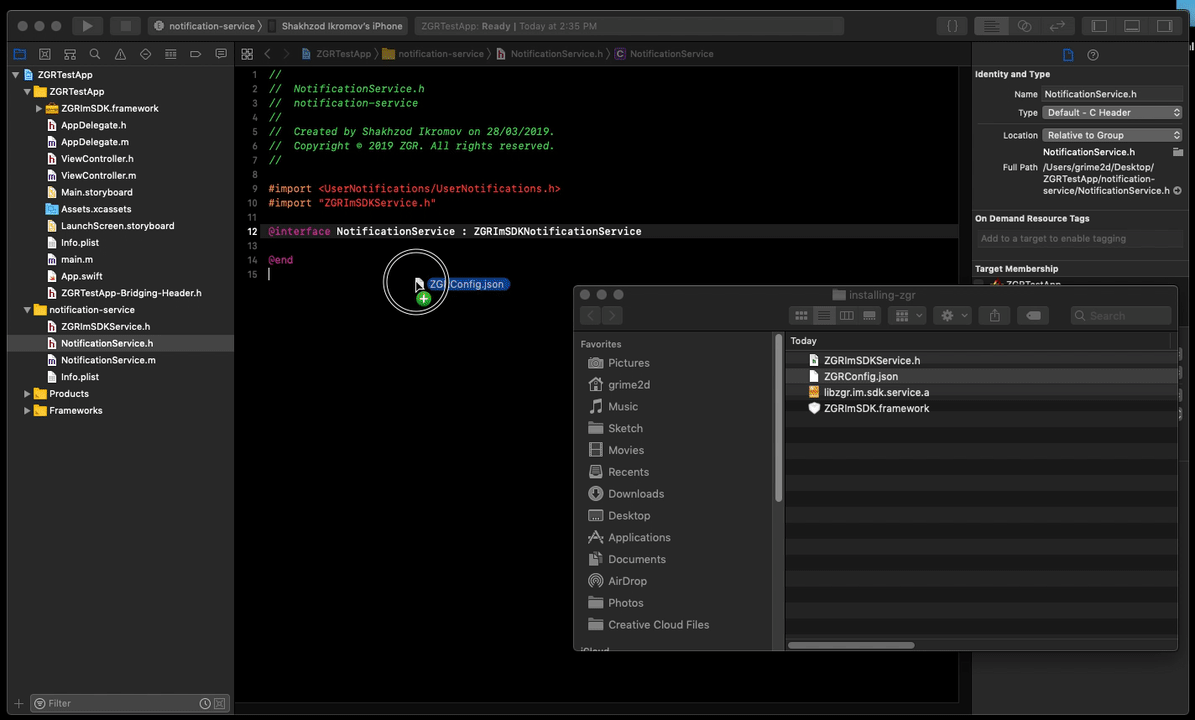 notification-service 〉 Shakhzod Ikromov's iPhone
ZGRTestApp: Ready | Today at 2:35 PM
ZGRTestApp 〉 notification-service 〉 NotificationService.h 〉 NotificationService
ZGRTestApp
ZGRTestApp
ZGRImSDK.framework
AppDelegate.h
AppDelegate.m
ViewController.h
ViewController.m
Main.storyboard
Assets.xcassets
LaunchScreen.storyboard
Info.plist
main.m
App.swift
ZGRTestApp-Bridging-Header.h
notification-service
ZGRImSDKService.h
NotificationService.h
NotificationService.m
Info.plist
Products
Frameworks
Filter
1 //
2 // NotificationService.h
3 // notification-service
4 //
5 // Created by Shakhzod Ikromov on 28/03/2019.
6 // Copyright © 2019 ZGR. All rights reserved.
7 //
8
9 #import <UserNotifications/UserNotifications.h>
10 #import "ZGRImSDKService.h"
11
12 @interface NotificationService : ZGRImSDKNotificationService
13
14 @end
15
ZGRConfig.json
Identity and Type
Name NotificationService.h
Type Default - C Header
Location Relative to Group
NotificationService.h
Full Path /Users/grime2d/Desktop/
ZGRTestApp/notification-
service/NotificationService.h
On Demand Resource Tags
Add to a target to enable tagging
Target Membership
ZGRTestApp
installing-zgr
Search
Favorites
Pictures
grime2d
Music
Sketch
Movies
Recents
Downloads
Desktop
Applications
Documents
AirDrop
Photos
Creative Cloud Files
iCloud
Today
ZGRImSDKService.h
ZGRConfig.json
libzgr.im.sdk.service.a
ZGRImSDK.framework